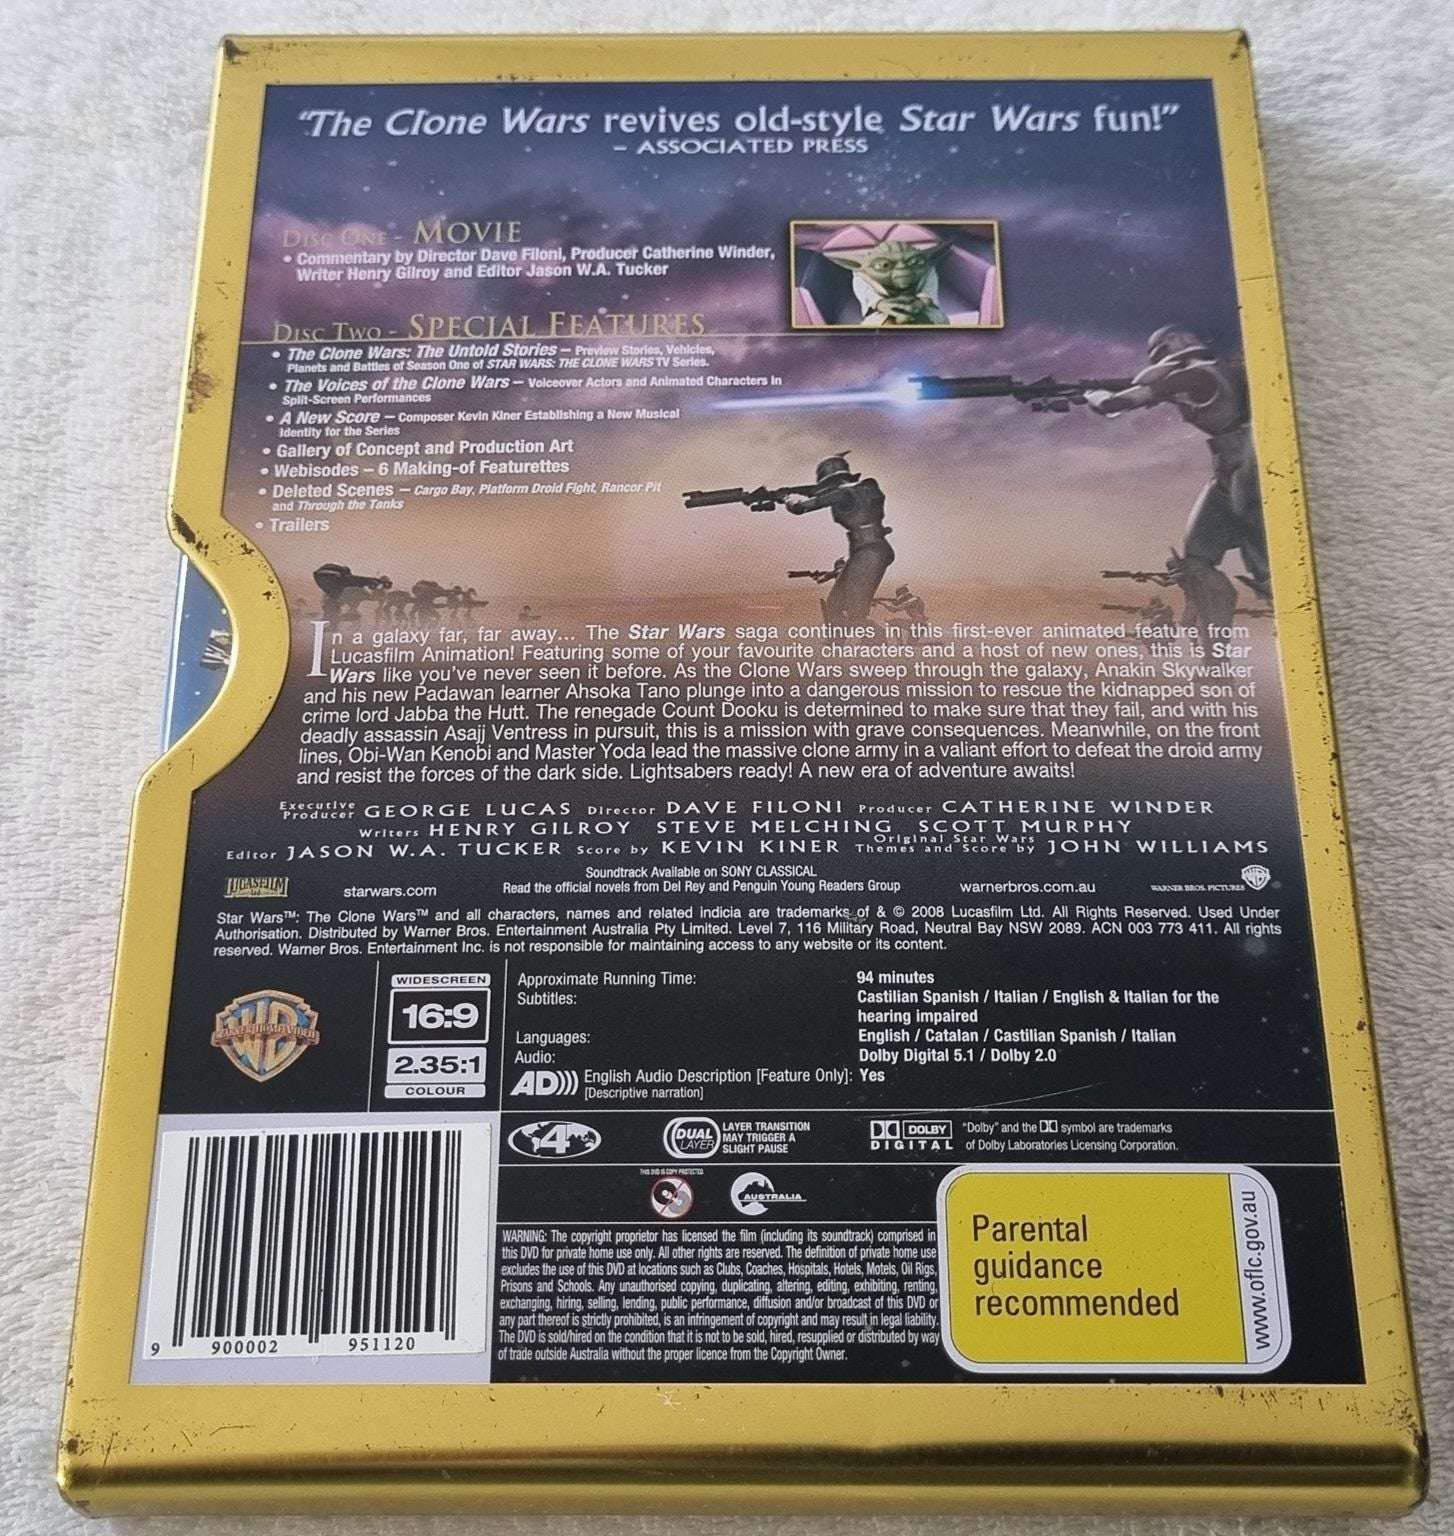 "The Clone Wars revives old-style Star Wars fun!"
– ASSOCIATED PRESS
DISC ONE - MOVIE
• Commentary by Director Dave Filoni, Producer Catherine Winder,
Writer Henry Gilroy and Editor Jason W.A. Tucker
DISC TWO - SPECIAL FEATURES
• The Clone Wars: The Untold Stories – Preview Stories, Vehicles,
Planets and Battles of Season One of STAR WARS: THE CLONE WARS TV Series.
• The Voices of the Clone Wars – Voiceover Actors and Animated Characters in
Split-Screen Performances
• A New Score – Composer Kevin Kiner Establishing a New Musical
Identity for the Series
• Gallery of Concept and Production Art
• Webisodes – 6 Making-of Featurettes
• Deleted Scenes – Cargo Bay, Platform Droid Fight, Rancor Pit
and Through the Tanks
• Trailers
In a galaxy far, far away... The Star Wars saga continues in this first-ever animated feature from
Lucasfilm Animation! Featuring some of your favourite characters and a host of new ones, this is Star
Wars like you've never seen it before. As the Clone Wars sweep through the galaxy, Anakin Skywalker
and his new Padawan learner Ahsoka Tano plunge into a dangerous mission to rescue the kidnapped son of
crime lord Jabba the Hutt. The renegade Count Dooku is determined to make sure that they fail, and with his
deadly assassin Asajj Ventress in pursuit, this is a mission with grave consequences. Meanwhile, on the front
lines, Obi-Wan Kenobi and Master Yoda lead the massive clone army in a valiant effort to defeat the droid army
and resist the forces of the dark side. Lightsabers ready! A new era of adventure awaits!
Executive Producer GEORGE LUCAS Director DAVE FILONI Producer CATHERINE WINDER
Writers HENRY GILROY STEVE MELCHING SCOTT MURPHY
Editor JASON W.A. TUCKER Score by KEVIN KINER Original Star Wars Themes and Score by JOHN WILLIAMS
LUCASFILM LTD.
starwars.com
Soundtrack Available on SONY CLASSICAL
Read the official novels from Del Rey and Penguin Young Readers Group
warnerbros.com.au
WARNER BROS. PICTURES
Star Wars™: The Clone Wars™ and all characters, names and related indicia are trademarks of & © 2008 Lucasfilm Ltd. All Rights Reserved. Used Under
Authorisation. Distributed by Warner Bros. Entertainment Australia Pty Limited. Level 7, 116 Military Road, Neutral Bay NSW 2089. ACN 003 773 411. All rights
reserved. Warner Bros. Entertainment Inc. is not responsible for maintaining access to any website or its content.
WB
WARNER HOME VIDEO
WIDESCREEN
16:9
2.35:1
COLOUR
Approximate Running Time: 94 minutes
Subtitles: Castilian Spanish / Italian / English & Italian for the
hearing impaired
Languages: English / Catalan / Castilian Spanish / Italian
Audio: Dolby Digital 5.1 / Dolby 2.0
AD))) English Audio Description [Feature Only]: Yes
[Descriptive narration]
4
DUAL LAYER
LAYER TRANSITION
MAY TRIGGER A
SLIGHT PAUSE
DOLBY
DIGITAL
"Dolby" and the DD symbol are trademarks
of Dolby Laboratories Licensing Corporation.
THIS DVD IS COPY PROTECTED
AUSTRALIA
WARNING: The copyright proprietor has licensed the film (including its soundtrack) comprised in
this DVD for private home use only. All other rights are reserved. The definition of private home use
excludes the use of this DVD at locations such as Clubs, Coaches, Hospitals, Hotels, Motels, Oil Rigs,
Prisons and Schools. Any unauthorised copying, duplicating, altering, editing, exhibiting, renting,
exchanging, hiring, selling, lending, public performance, diffusion and/or broadcast of this DVD or
any part thereof is strictly prohibited, is an infringement of copyright and may result in legal liability.
The DVD is sold/hired on the condition that it is not to be sold, hired, resupplied or distributed by way
of trade outside Australia without the proper licence from the Copyright Owner.
Parental
guidance
recommended
www.oflc.gov.au
9 900002 951120